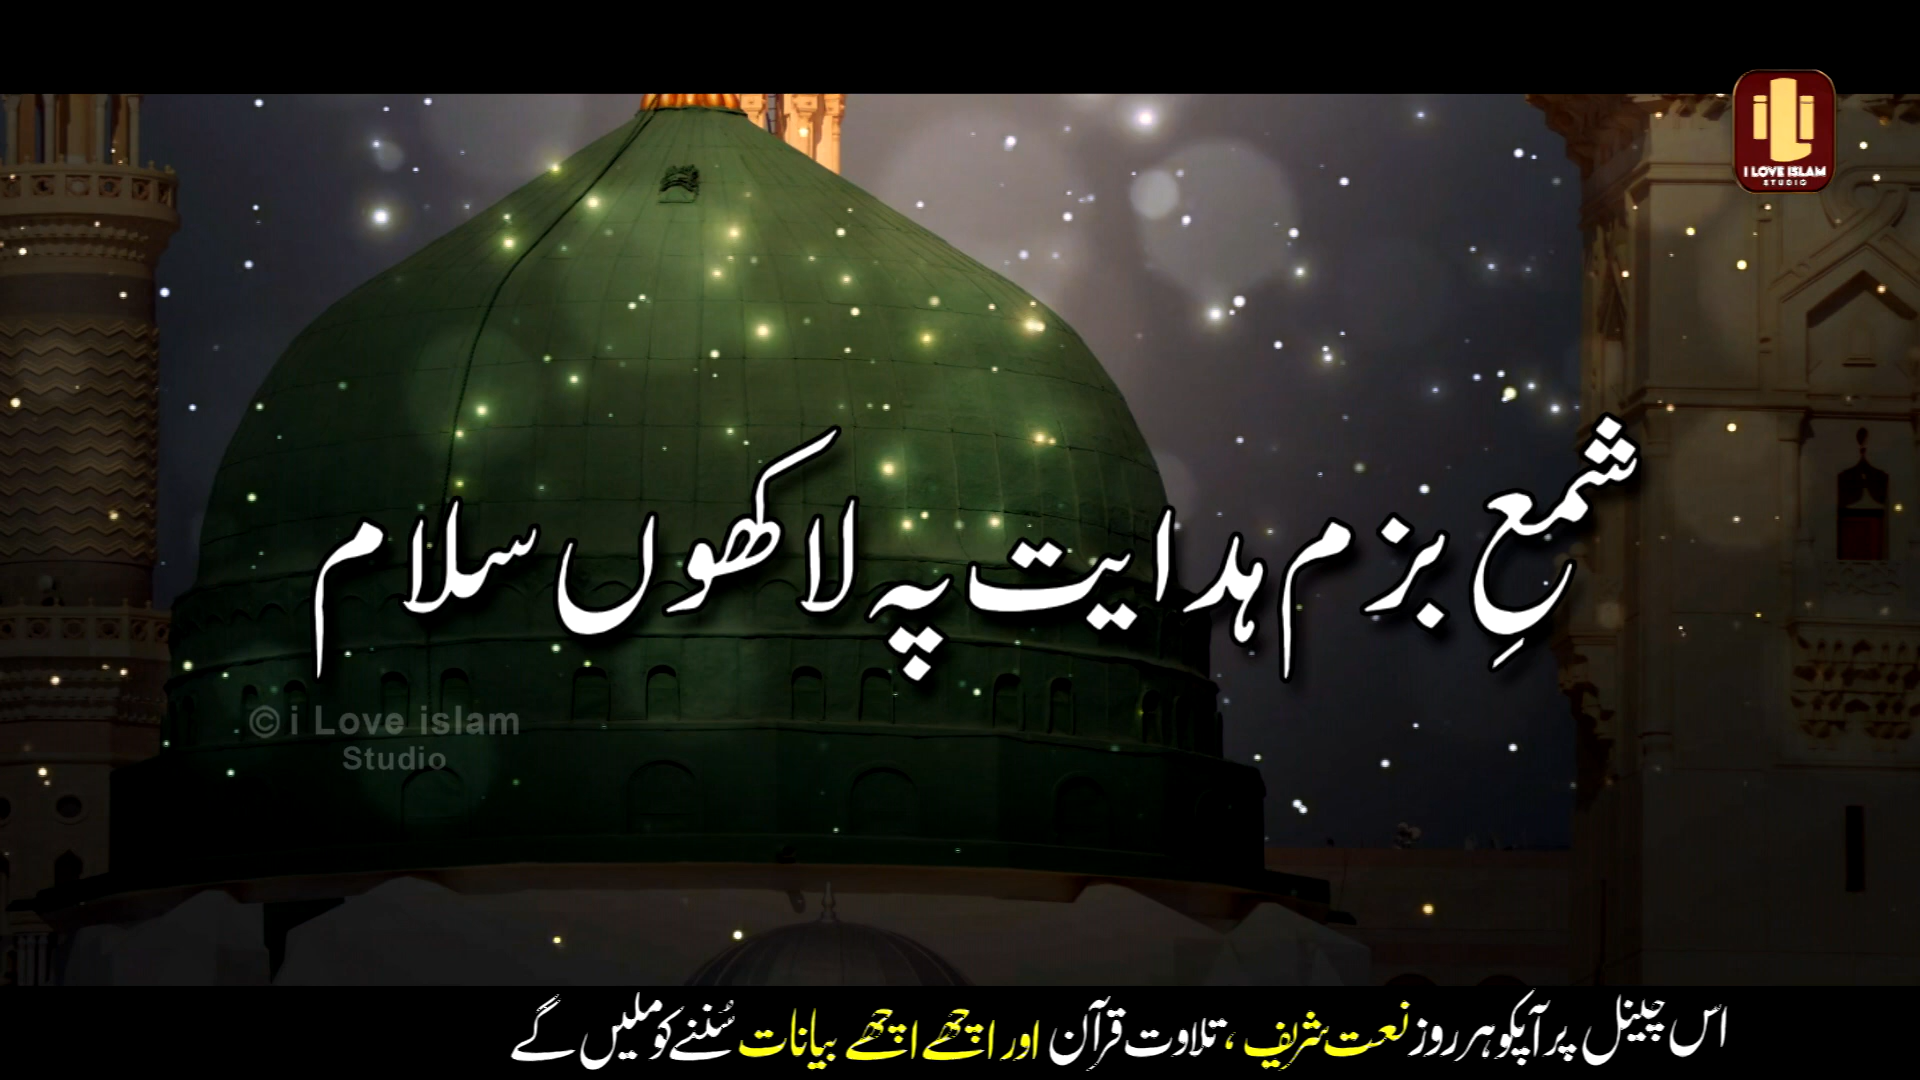 I LOVE ISLAM
STUDIO
شمعِ بزم ہدایت پہ لاکھوں سلام
© i Love islam
Studio
اس چینل پر آپکو ہر روز نعت شریف ، تلاوت قرآن اور اچھے اچھے بیانات سُننے کو ملیں گے